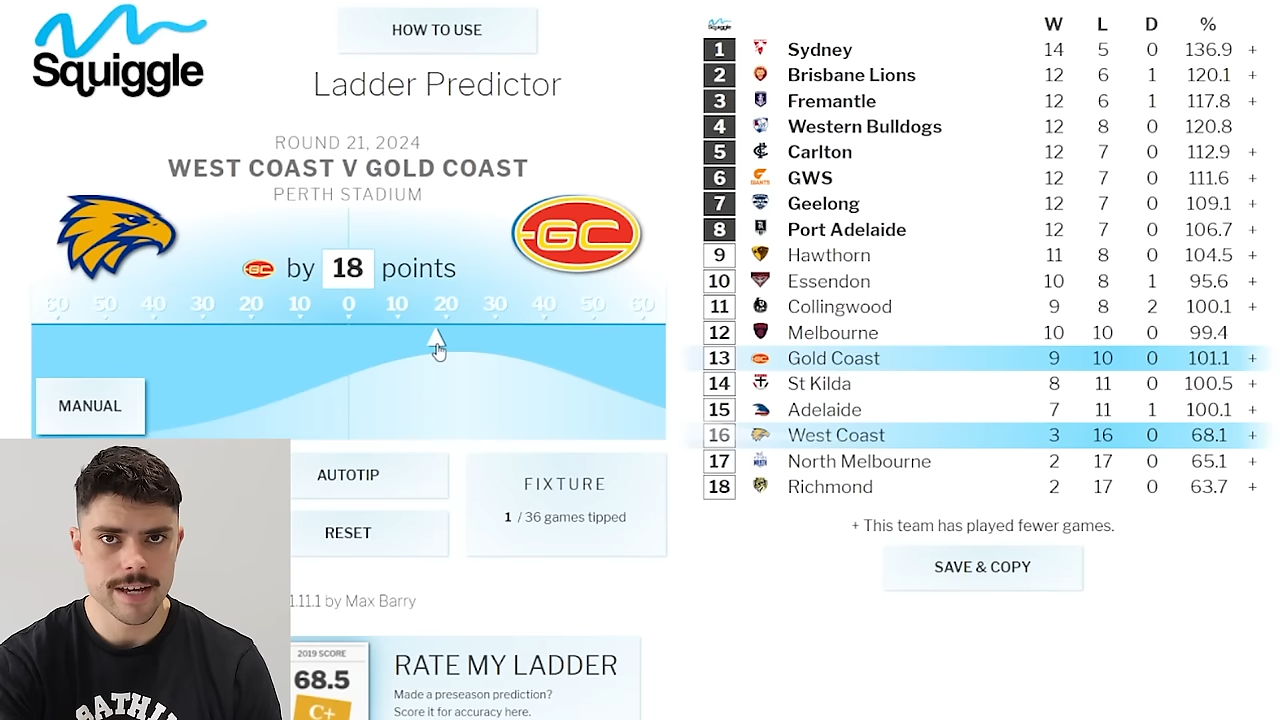 Squiggle
HOW TO USE
Ladder Predictor
ROUND 21, 2024
WEST COAST V GOLD COAST
PERTH STADIUM
GC
GC by 18 points
60 50 40 30 20 10 0 10 20 30 40 50 60
MANUAL
AUTOTIP
RESET
FIXTURE
1 / 36 games tipped
1.11.1 by Max Barry
2019 SCORE
68.5
C+
RATE MY LADDER
Made a preseason prediction?
Score it for accuracy here.
W L D %
1 Sydney 14 5 0 136.9 +
2 Brisbane Lions 12 6 1 120.1 +
3 Fremantle 12 6 1 117.8 +
4 Western Bulldogs 12 8 0 120.8
5 Carlton 12 7 0 112.9 +
6 GWS 12 7 0 111.6 +
7 Geelong 12 7 0 109.1 +
8 Port Adelaide 12 7 0 106.7 +
9 Hawthorn 11 8 0 104.5 +
10 Essendon 10 8 1 95.6 +
11 Collingwood 9 8 2 100.1 +
12 Melbourne 10 10 0 99.4
13 Gold Coast 9 10 0 101.1 +
14 St Kilda 8 11 0 100.5 +
15 Adelaide 7 11 1 100.1 +
16 West Coast 3 16 0 68.1 +
17 North Melbourne 2 17 0 65.1 +
18 Richmond 2 17 0 63.7 +
+ This team has played fewer games.
SAVE & COPY